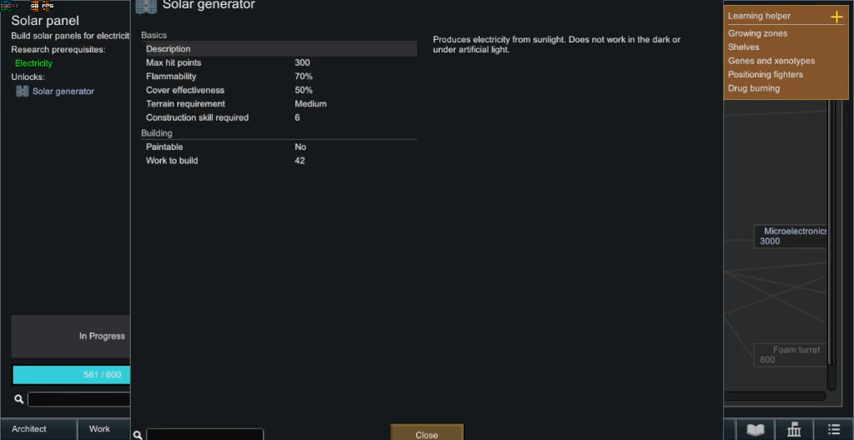 FPS
Solar panel
Build solar panels for electricit
Research prerequisites:
Electricity
Unlocks:
Solar generator
In Progress
581 / 600
Architect
Work
Solar generator
Basics
Description
Max hit points 300
Flammability 70%
Cover effectiveness 50%
Terrain requirement Medium
Construction skill required 6
Building
Paintable No
Work to build 42
Produces electricity from sunlight. Does not work in the dark or
under artificial light.
Close
Learning helper
Growing zones
Shelves
Genes and xenotypes
Positioning fighters
Drug burning
Microelectronics
3000
Foam turret
800